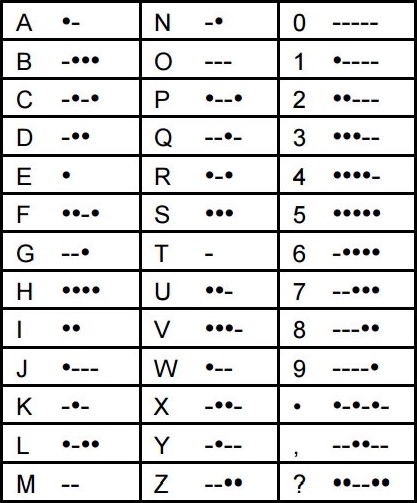 A •- N -• 0 -----
B -••• O --- 1 •----
C -•-• P •--• 2 ••---
D -•• Q --•- 3 •••--
E • R •-• 4 ••••-
F ••-• S ••• 5 •••••
G --• T - 6 -••••
H •••• U ••- 7 --•••
I •• V •••- 8 ---••
J •--- W •-- 9 ----•
K -•- X -••- • •-•-•-
L •-•• Y -•-- , --••--
M -- Z --•• ? ••--••